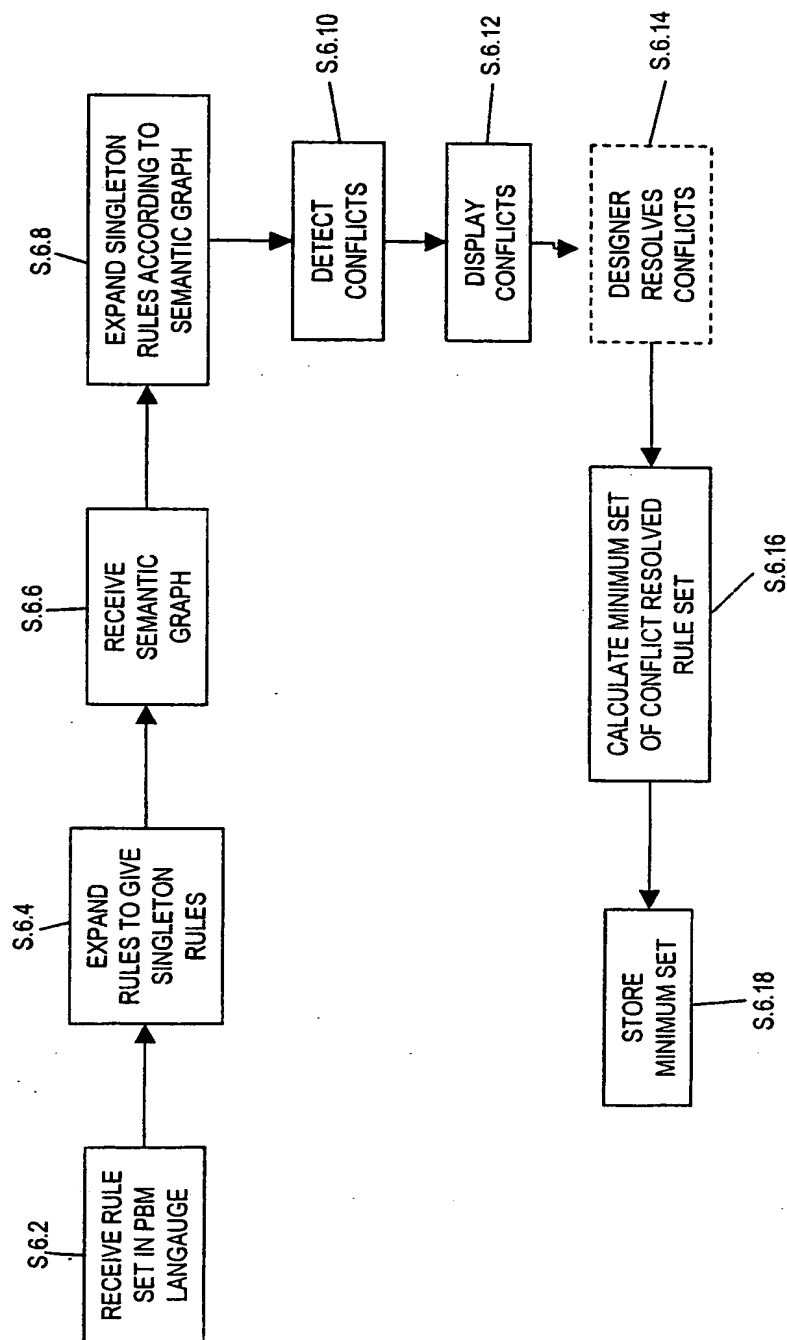 S.6.2
RECEIVE RULE
SET IN PBM
LANGAUGE
S.6.4
EXPAND
RULES TO GIVE
SINGLETON
RULES
S.6.6
RECEIVE
SEMANTIC
GRAPH
S.6.8
EXPAND SINGLETON
RULES ACCORDING TO
SEMANTIC GRAPH
S.6.10
DETECT
CONFLICTS
S.6.12
DISPLAY
CONFLICTS
S.6.14
DESIGNER
RESOLVES
CONFLICTS
CALCULATE MINIMUM SET
OF CONFLICT RESOLVED
RULE SET
S.6.16
STORE
MINIMUM SET
S.6.18